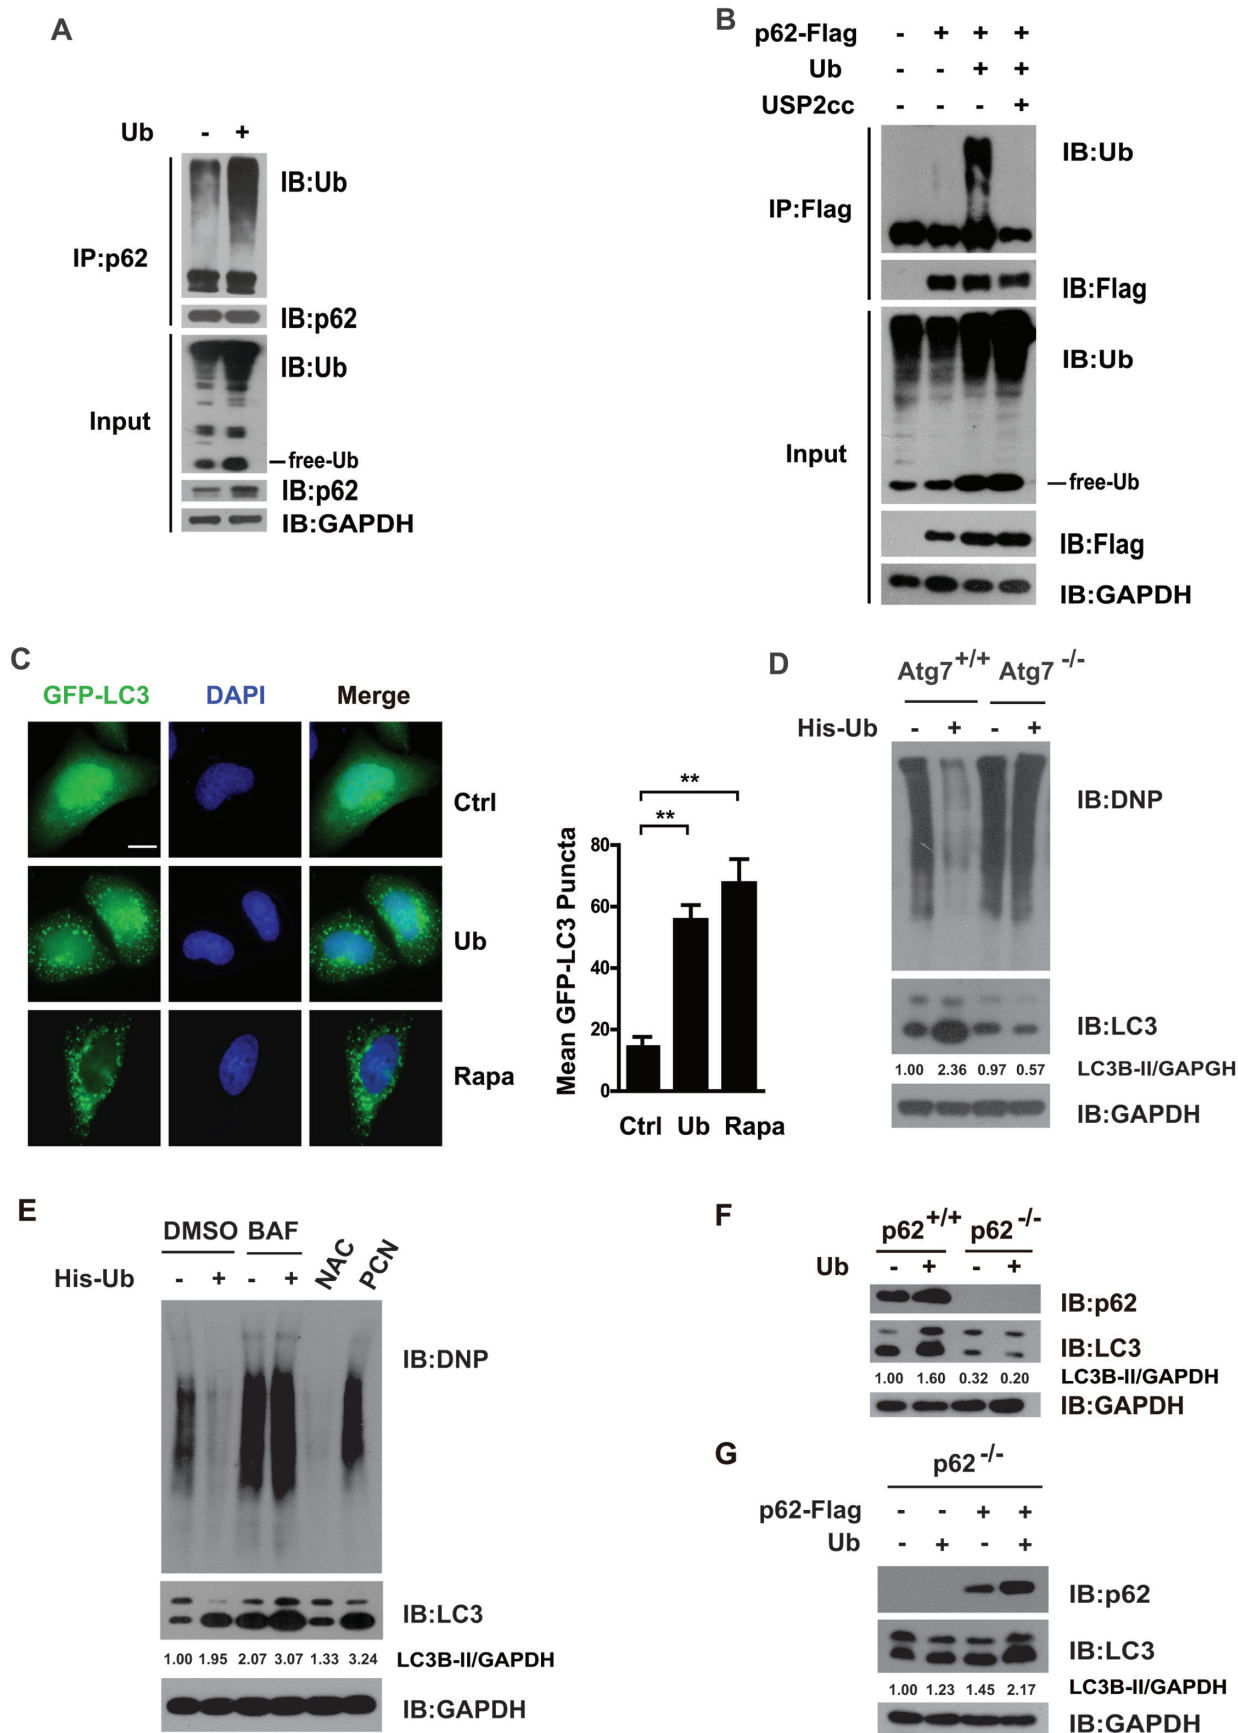 A
Ub - +
IP:p62
IB:Ub
IB:p62
Input
IB:Ub
free-Ub
IB:p62
IB:GAPDH
B
p62-Flag - + + +
Ub - - + +
USP2cc - - - +
IP:Flag
IB:Ub
IB:Flag
Input
IB:Ub
free-Ub
IB:Flag
IB:GAPDH
C
GFP-LC3 DAPI Merge
Ctrl
Ub
Rapa
Mean GFP-LC3 Puncta
80
60
40
20
0
**
**
Ctrl Ub Rapa
D
Atg7+/+ Atg7-/-
His-Ub - + - +
IB:DNP
IB:LC3
1.00 2.36 0.97 0.57 LC3B-II/GAPGH
IB:GAPDH
E
DMSO BAF NAC PCN
His-Ub - + - +
IB:DNP
IB:LC3
1.00 1.95 2.07 3.07 1.33 3.24 LC3B-II/GAPDH
IB:GAPDH
F
p62+/+ p62-/-
Ub - + - +
IB:p62
IB:LC3
1.00 1.60 0.32 0.20 LC3B-II/GAPDH
IB:GAPDH
G
p62-/-
p62-Flag - - + +
Ub - + - +
IB:p62
IB:LC3
1.00 1.23 1.45 2.17 LC3B-II/GAPDH
IB:GAPDH